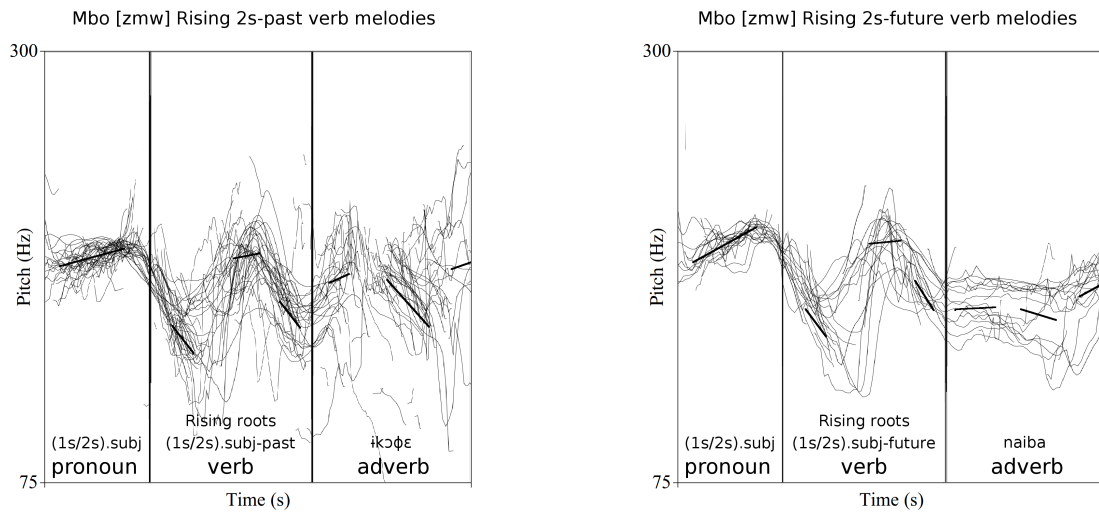 Mbo [zmw] Rising 2s-past verb melodies
300
Pitch (Hz)
Rising roots
(1s/2s).subj (1s/2s).subj-past ɨkɔɸɛ
pronoun verb adverb
75
Time (s)
Mbo [zmw] Rising 2s-future verb melodies
300
Pitch (Hz)
Rising roots
(1s/2s).subj (1s/2s).subj-future naiba
pronoun verb adverb
75
Time (s)